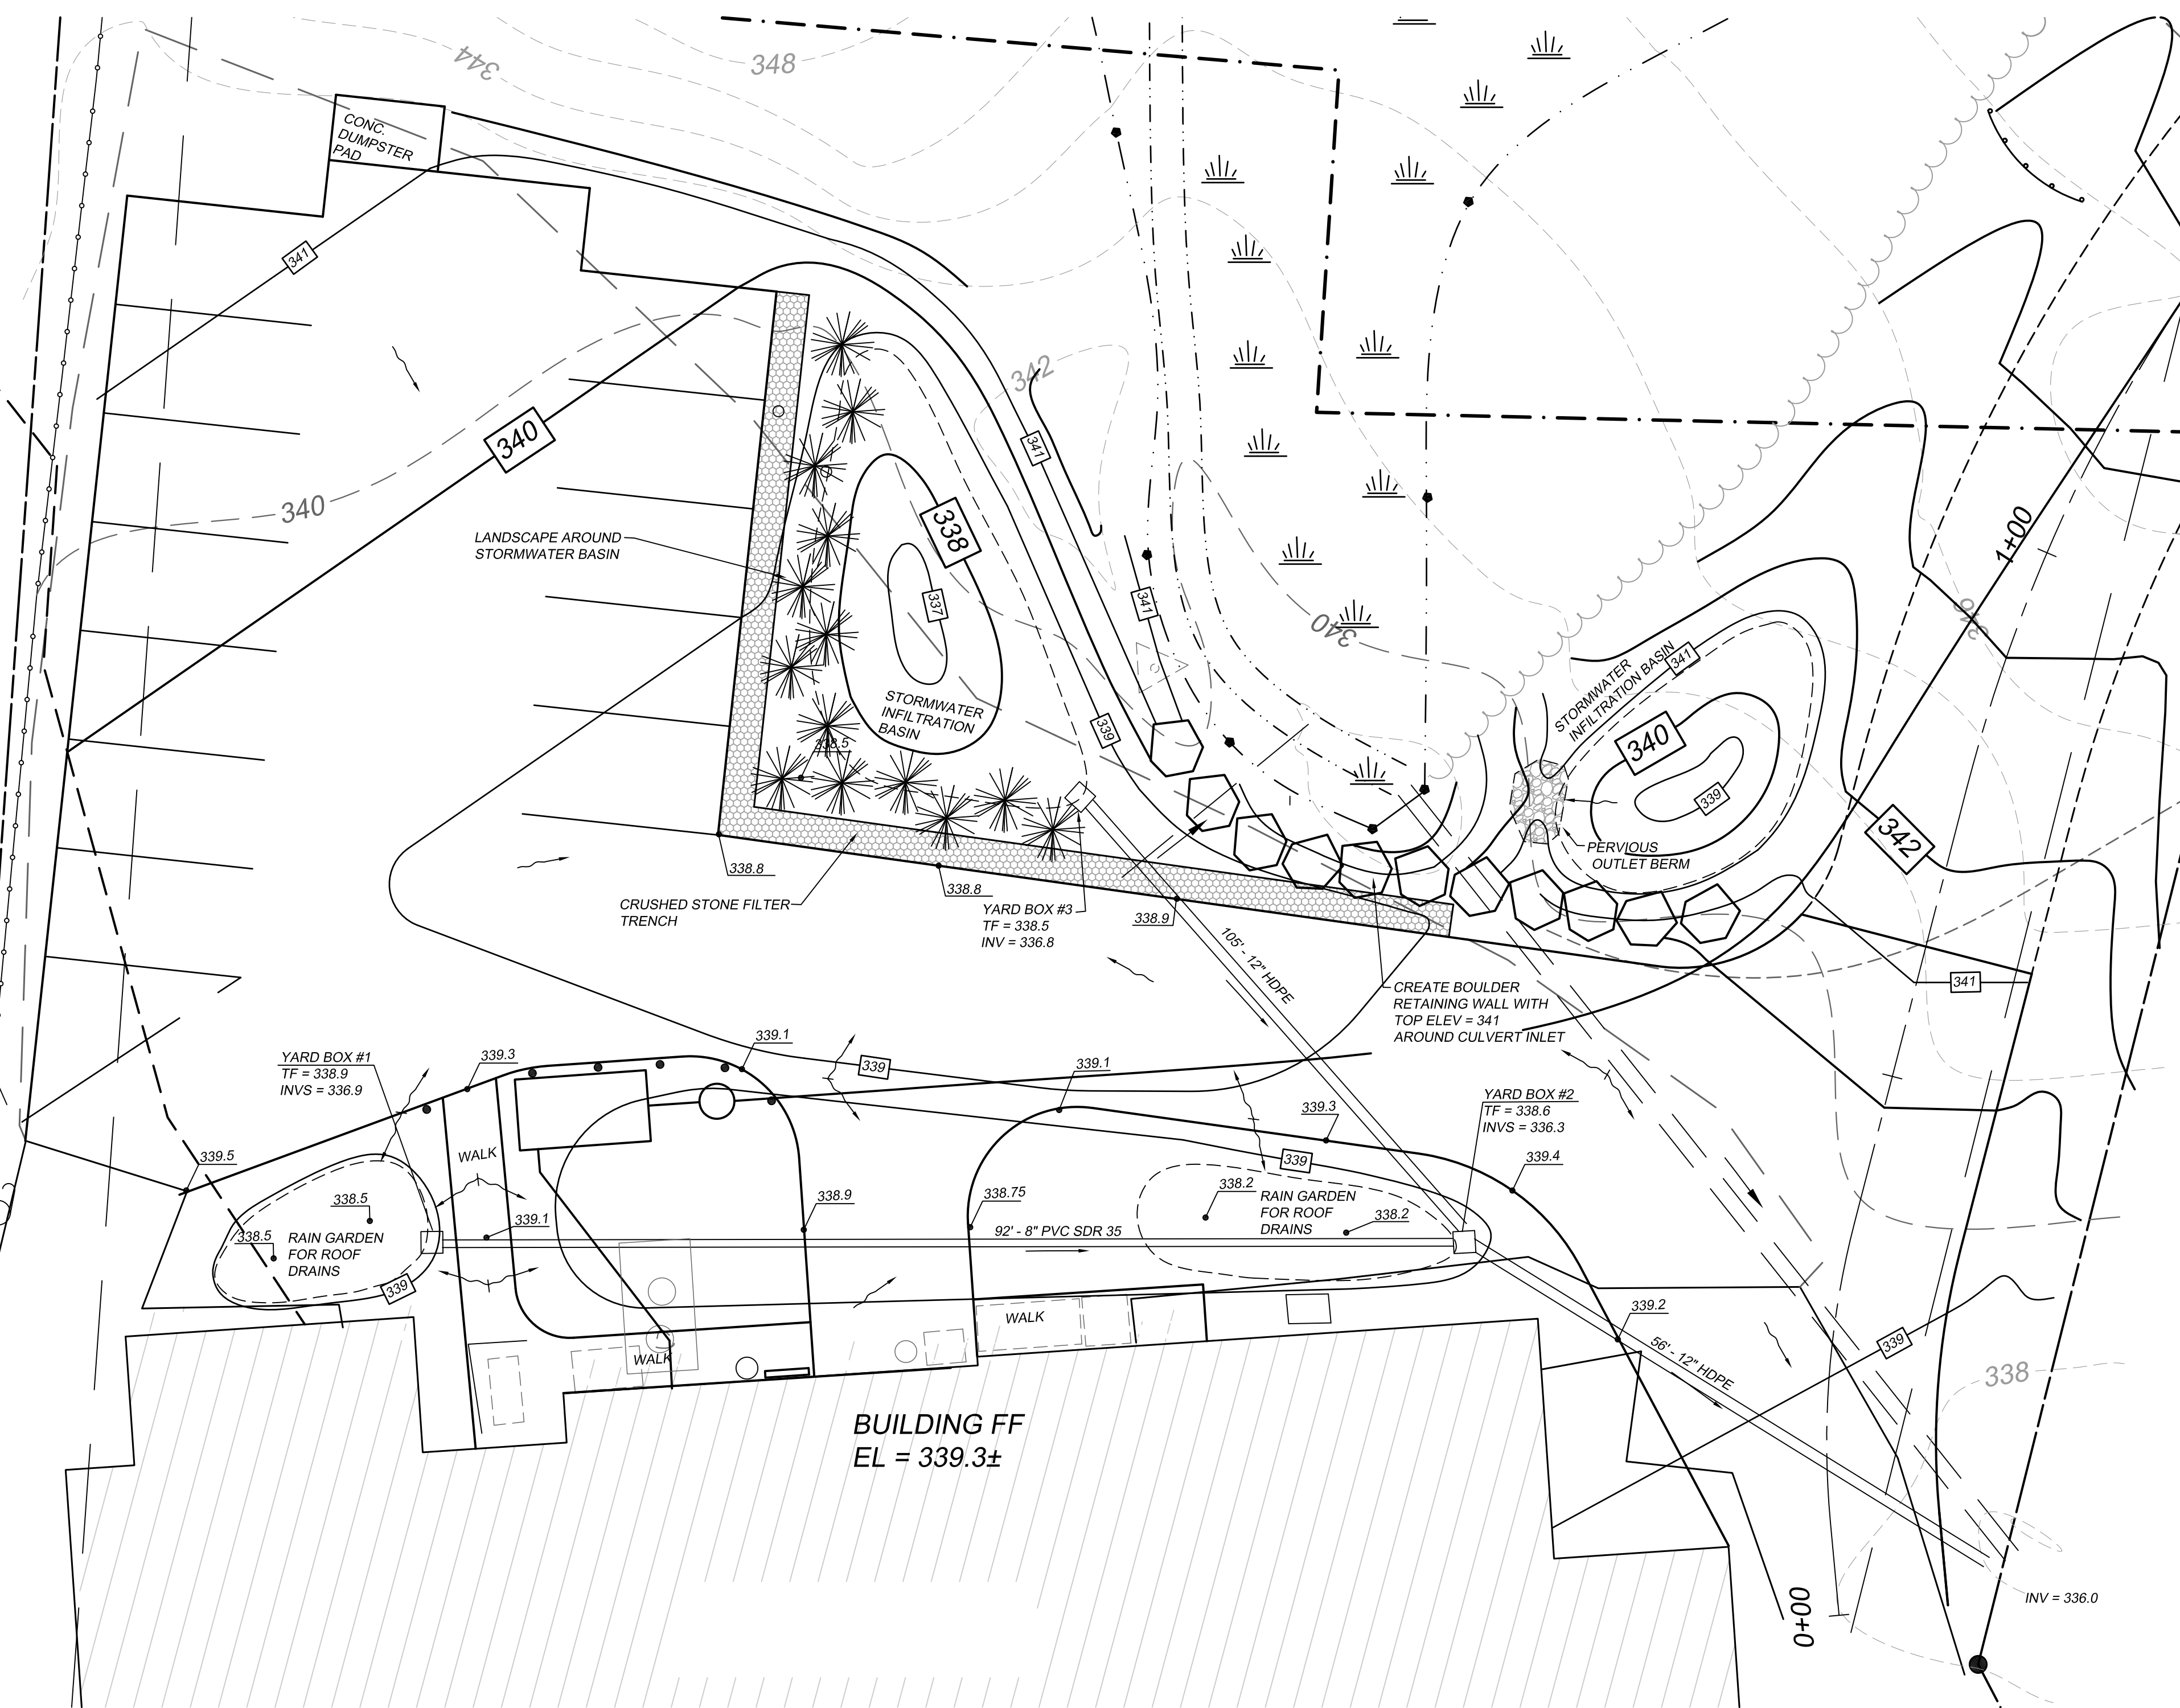 344
348
CONC.
DUMPSTER
PAD
341
340
340
342
341
338
337
LANDSCAPE AROUND
STORMWATER BASIN
STORMWATER
INFILTRATION
BASIN
338.5
339
341
340
1+00
346
STORMWATER
INFILTRATION BASIN
341
340
339
342
PERVIOUS
OUTLET BERM
338.8
338.8
338.9
CRUSHED STONE FILTER
TRENCH
YARD BOX #3
TF = 338.5
INV = 336.8
105' - 12" HDPE
CREATE BOULDER
RETAINING WALL WITH
TOP ELEV = 341
AROUND CULVERT INLET
341
YARD BOX #1
TF = 338.9
INVS = 336.9
339.3
339.1
339
339.1
339.3
YARD BOX #2
TF = 338.6
INVS = 336.3
339.5
WALK
339
339.4
338.5
338.5
RAIN GARDEN
FOR ROOF
DRAINS
339
339.1
338.9
338.75
92' - 8" PVC SDR 35
338.2
RAIN GARDEN
FOR ROOF
DRAINS
338.2
WALK
WALK
339.2
56' - 12" HDPE
339
338
BUILDING FF
EL = 339.3±
0+00
INV = 336.0